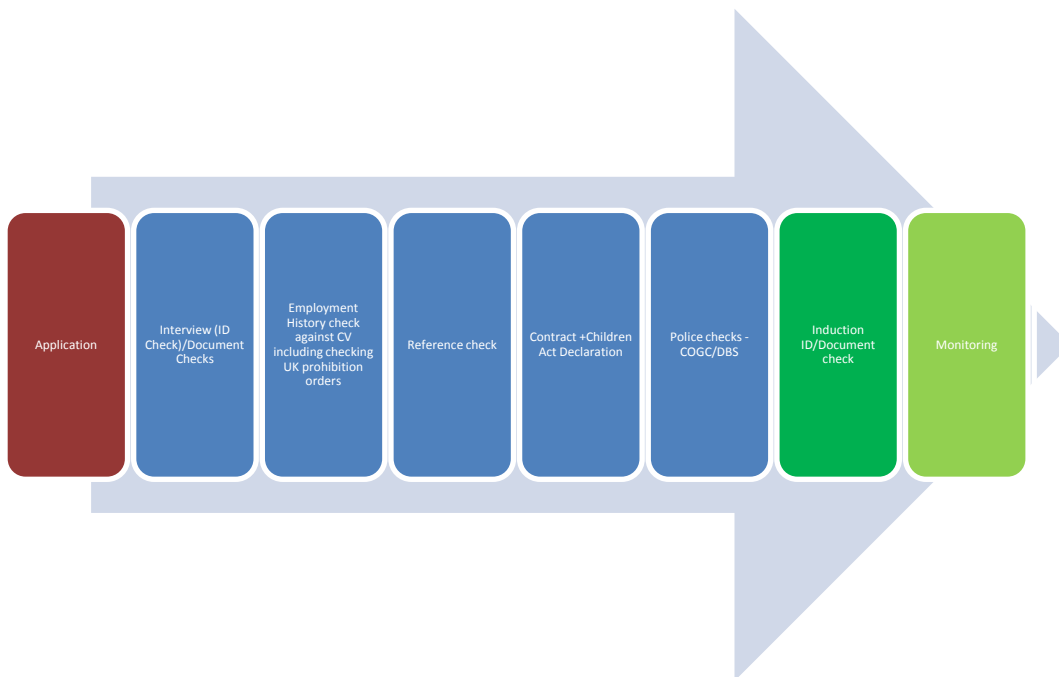 Application
Interview (ID
Check)/Document
Checks
Employment
History check
against CV
including checking
UK prohibition
orders
Reference check
Contract +Children
Act Declaration
Police checks -
COGC/DBS
Induction
ID/Document
check
Monitoring